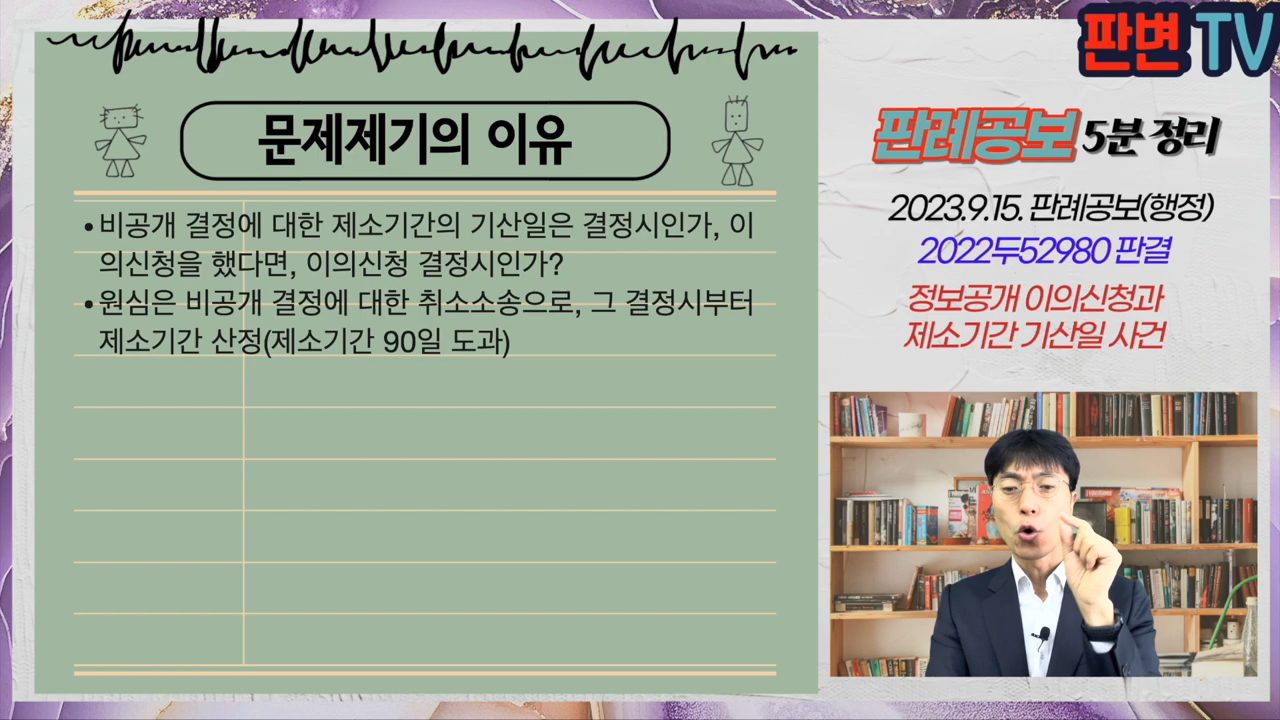 문제제기의 이유
• 비공개 결정에 대한 제소기간의 기산일은 결정시인가, 이
의신청을 했다면, 이의신청 결정시인가?
• 원심은 비공개 결정에 대한 취소소송으로, 그 결정시부터
제소기간 산정(제소기간 90일 도과)
판변 TV
판례공보 5분 정리
2023.9.15. 판례공보(행정)
2022두52980 판결
정보공개 이의신청과
제소기간 기산일 사건